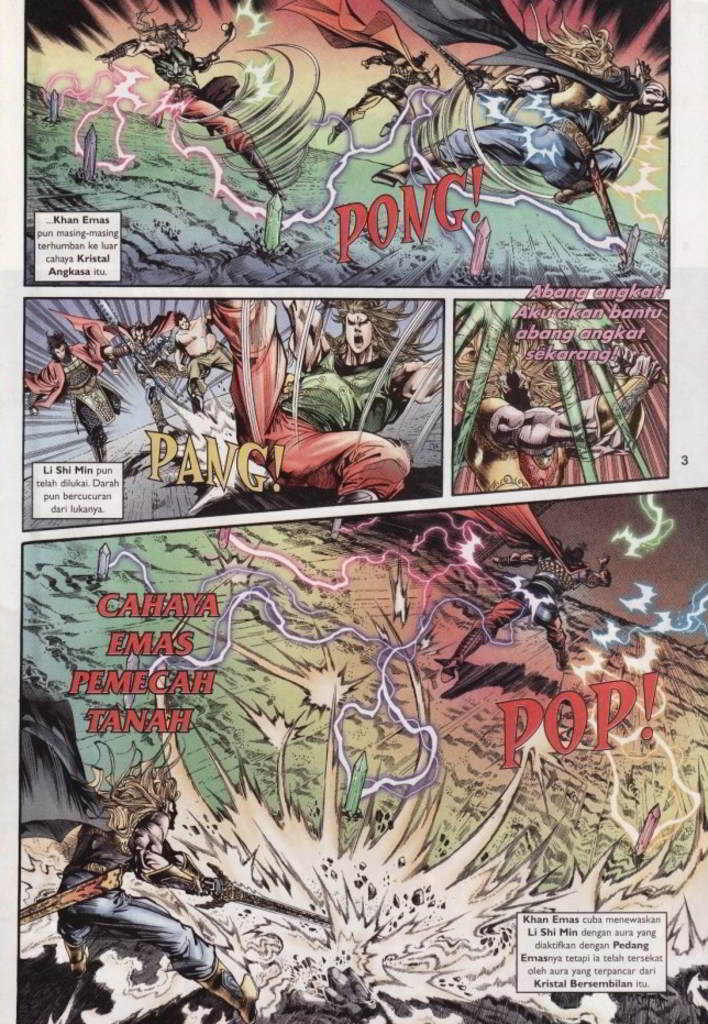 ...Khan Emas
pun masing-masing
terhumban ke luar
cahaya Kristal
Angkasa itu.
PONG!
Li Shi Min pun
telah dilukai. Darah
pun bercucuran
dari lukanya.
PANG!
Abang angkat!
Aku akan bantu
abang angkat
sekarang!
3
CAHAYA
EMAS
PEMECAH
TANAH
POP!
Khan Emas cuba menewaskan
Li Shi Min dengan aura yang
diaktifkan dengan Pedang
Emasnya tetapi ia telah tersekat
oleh aura yang terpancar dari
Kristal Bersembilan itu.